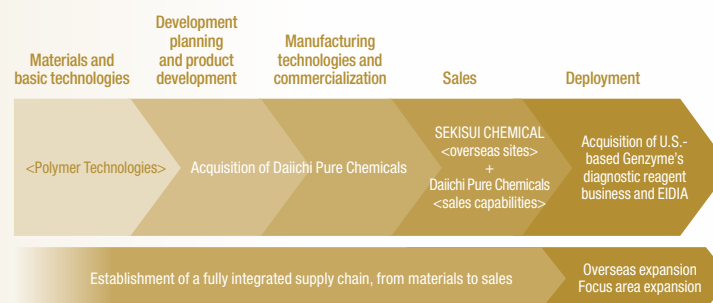 Materials and
basic technologies
Development
planning
and product
development
Manufacturing
technologies and
commercialization
Sales
Deployment
<Polymer Technologies>
Acquisition of Daiichi Pure Chemicals
SEKISUI CHEMICAL
<overseas sites>
+
Daiichi Pure Chemicals
<sales capabilities>
Acquisition of U.S.-
based Genzyme's
diagnostic reagent
business and EIDIA
Establishment of a fully integrated supply chain, from materials to sales
Overseas expansion
Focus area expansion